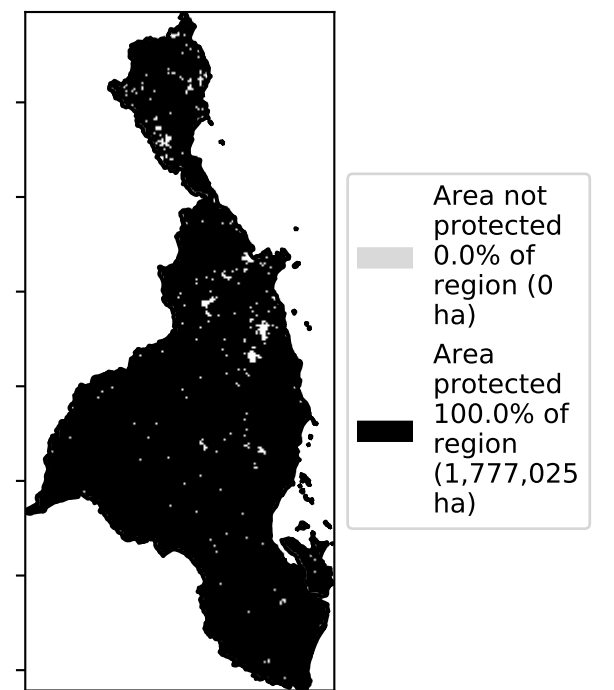 Area not
protected
0.0% of
region (0
ha)
Area
protected
100.0% of
region
(1,777,025
ha)